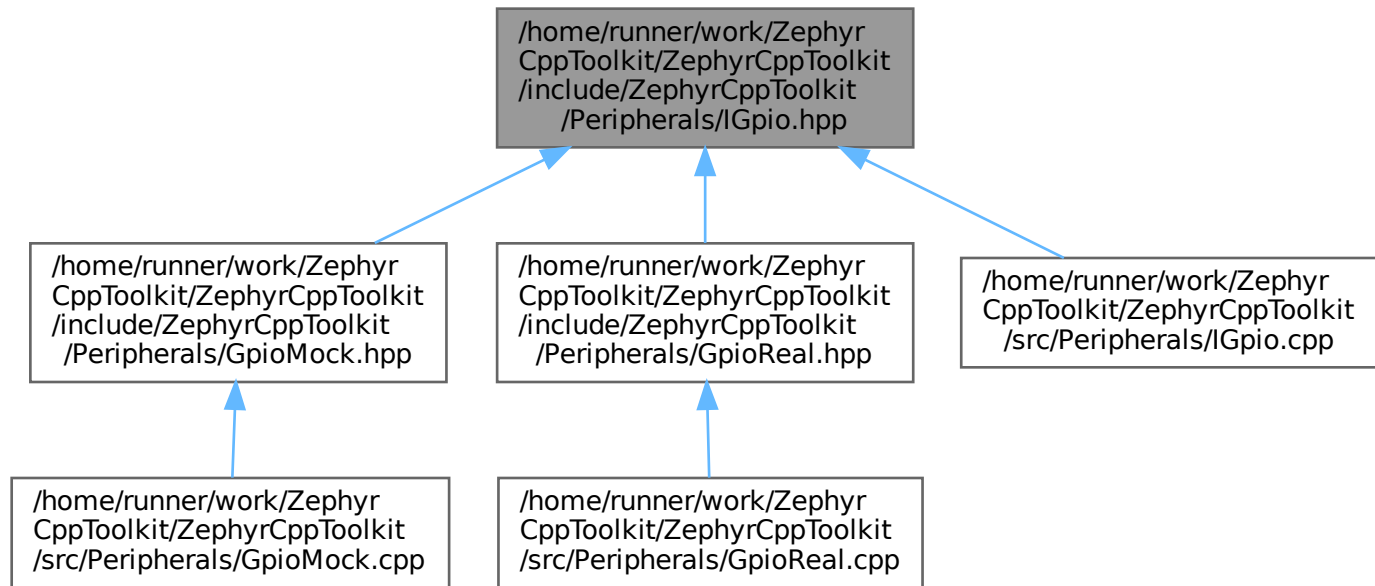 /home/runner/work/Zephyr
CppToolkit/ZephyrCppToolkit
/include/ZephyrCppToolkit
/Peripherals/IGpio.hpp
/home/runner/work/Zephyr
CppToolkit/ZephyrCppToolkit
/include/ZephyrCppToolkit
/Peripherals/GpioMock.hpp
/home/runner/work/Zephyr
CppToolkit/ZephyrCppToolkit
/include/ZephyrCppToolkit
/Peripherals/GpioReal.hpp
/home/runner/work/Zephyr
CppToolkit/ZephyrCppToolkit
/src/Peripherals/IGpio.cpp
/home/runner/work/Zephyr
CppToolkit/ZephyrCppToolkit
/src/Peripherals/GpioMock.cpp
/home/runner/work/Zephyr
CppToolkit/ZephyrCppToolkit
/src/Peripherals/GpioReal.cpp